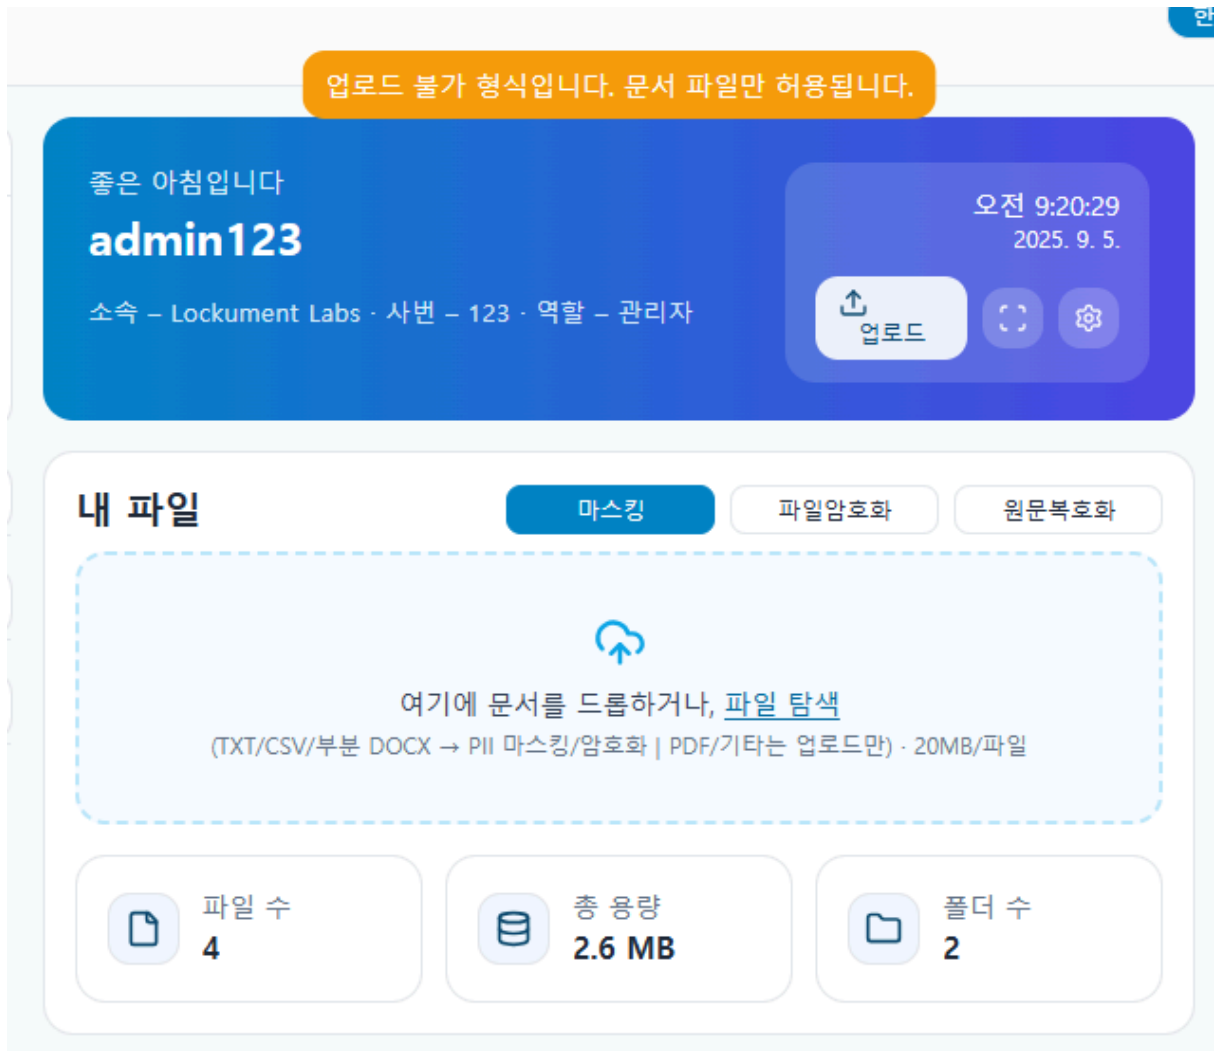 한
업로드 불가 형식입니다. 문서 파일만 허용됩니다.
좋은 아침입니다
admin123
소속 – Lockument Labs · 사번 – 123 · 역할 – 관리자
오전 9:20:29
2025. 9. 5.
업로드
내 파일
마스킹
파일암호화
원문복호화
여기에 문서를 드롭하거나, 파일 탐색
(TXT/CSV/부분 DOCX → PII 마스킹/암호화 | PDF/기타는 업로드만) · 20MB/파일
파일 수
4
총 용량
2.6 MB
폴더 수
2